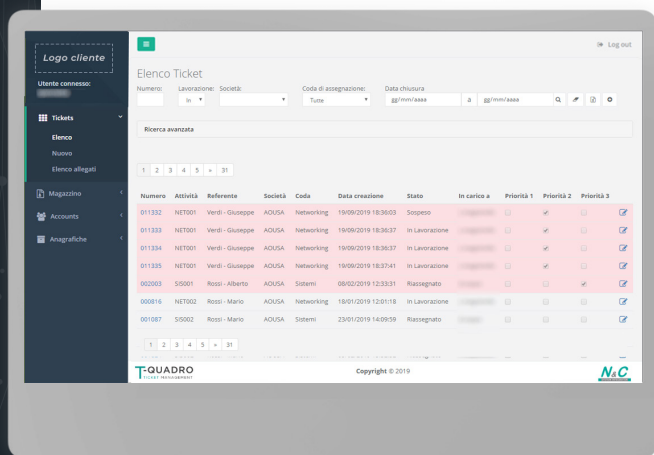 Logo cliente
Log out
Utente connesso:
Elenco Ticket
Numero: Lavorazione: Società: Coda di assegnazione: Data chiusura
In Tutte gg/mm/aaaa a gg/mm/aaaa
Tickets
Elenco
Nuovo
Elenco allegati
Magazzino
Accounts
Anagrafiche
Ricerca avanzata
1 2 3 4 5 » 31
Numero Attività Referente Società Coda Data creazione Stato In carico a Priorità 1 Priorità 2 Priorità 3
011332 NET001 Verdi - Giuseppe AOUSA Networking 19/09/2019 18:36:03 Sospeso
011333 NET001 Verdi - Giuseppe AOUSA Networking 19/09/2019 18:36:37 In Lavorazione
011334 NET001 Verdi - Giuseppe AOUSA Networking 19/09/2019 18:36:37 In Lavorazione
011335 NET001 Verdi - Giuseppe AOUSA Networking 19/09/2019 18:37:41 In Lavorazione
002003 SIS001 Rossi - Alberto AOUSA Sistemi 08/02/2019 12:33:31 Riassegnato
000816 NET002 Rossi - Mario AOUSA Networking 18/01/2019 12:01:18 In Lavorazione
001087 SIS002 Rossi - Mario AOUSA Sistemi 23/01/2019 14:09:59 Riassegnato
1 2 3 4 5 » 31
T-QUADRO
TICKET MANAGEMENT
Copyright © 2019
N&C